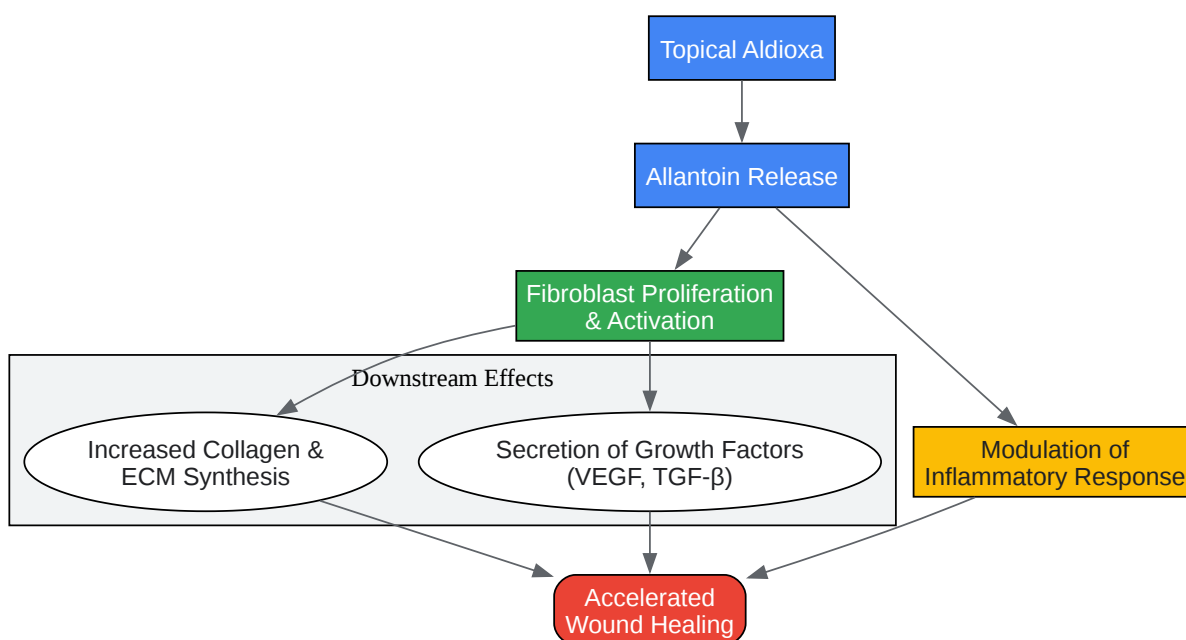 Topical Aldioxa
Allantoin Release
Fibroblast Proliferation
& Activation
Downstream Effects
Increased Collagen &
ECM Synthesis
Secretion of Growth Factors
(VEGF, TGF-β)
Modulation of
Inflammatory Response
Accelerated
Wound Healing